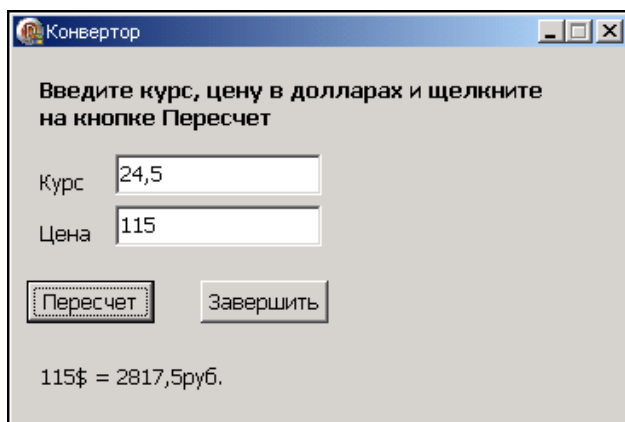 Конвертор
Введите курс, цену в долларах и щелкните
на кнопке Пересчет
Курс 24,5
Цена 115
Пересчет Завершить
115$ = 2817,5руб.